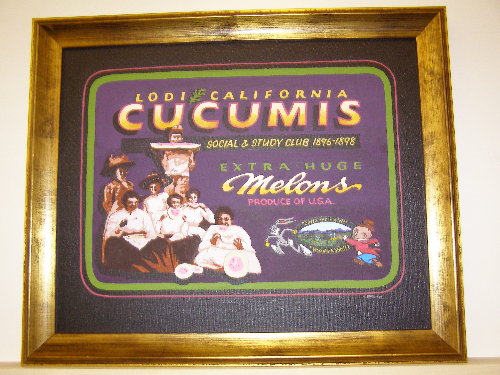 LODI CALIFORNIA
CUCUMIS
SOCIAL & STUDY CLUB 1896-1898
EXTRA HUGE
Melons
PRODUCE OF U.S.A.